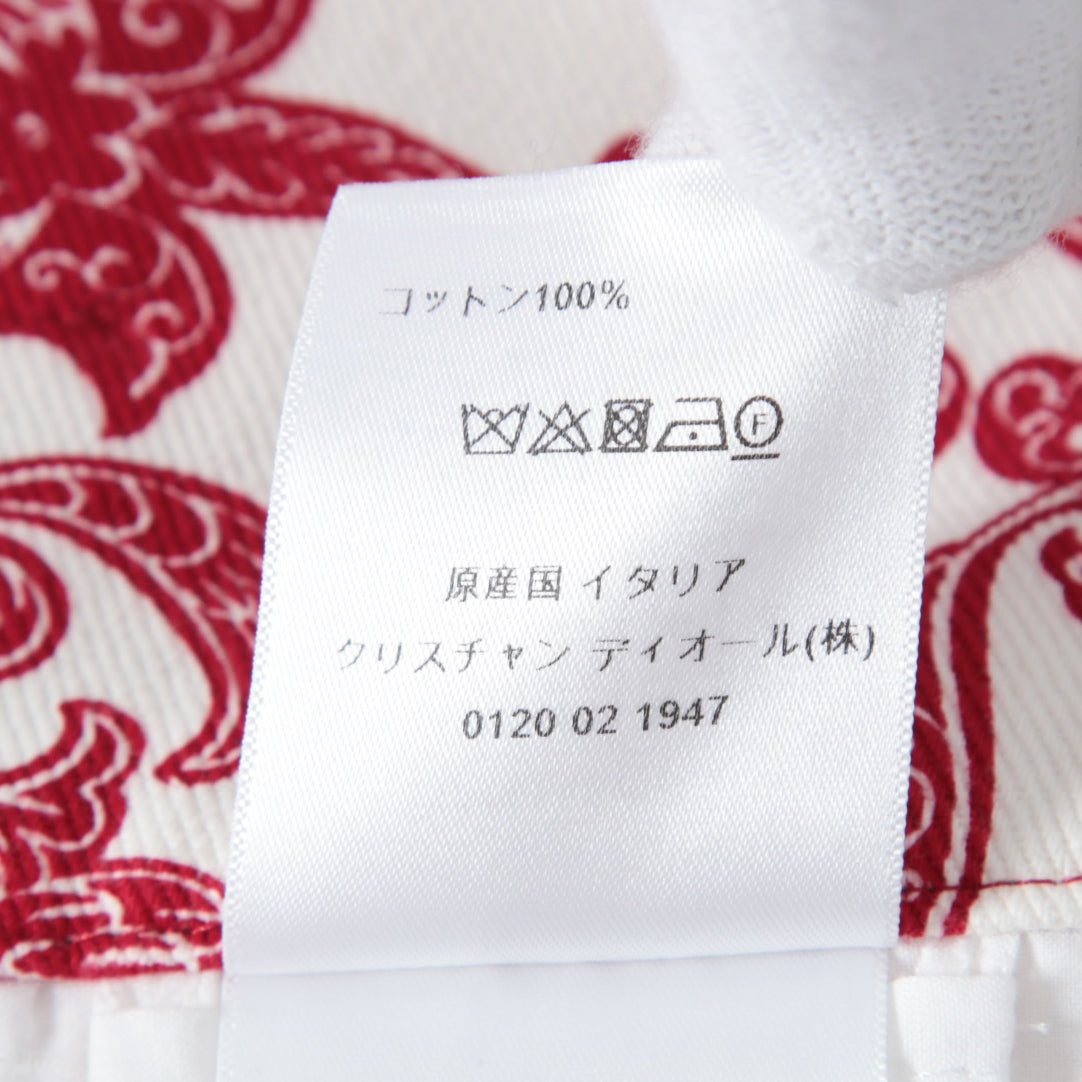 コットン100%
F
原産国 イタリア
クリスチャン ディオール(株)
0120 02 1947